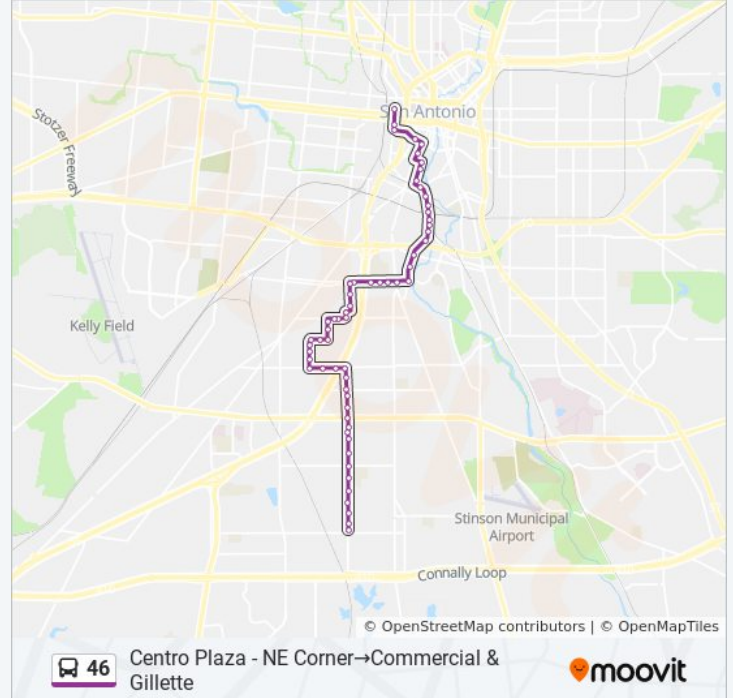 San Antonio
Stotzer Freeway
Kelly Field
Stinson Municipal
Airport
Connally Loop
© OpenStreetMap contributors | © OpenMapTiles
46
Centro Plaza - NE Corner→Commercial &
Gillette
moovit